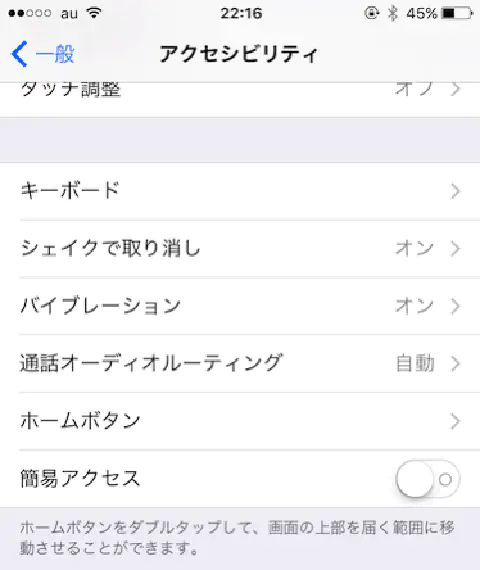 au 22:16 45%
一般 アクセシビリティ
タッチ調整 オフ
キーボード
シェイクで取り消し オン
バイブレーション オン
通話オーディオルーティング 自動
ホームボタン
簡易アクセス
ホームボタンをダブルタップして、画面の上部を届く範囲に移
動させることができます。